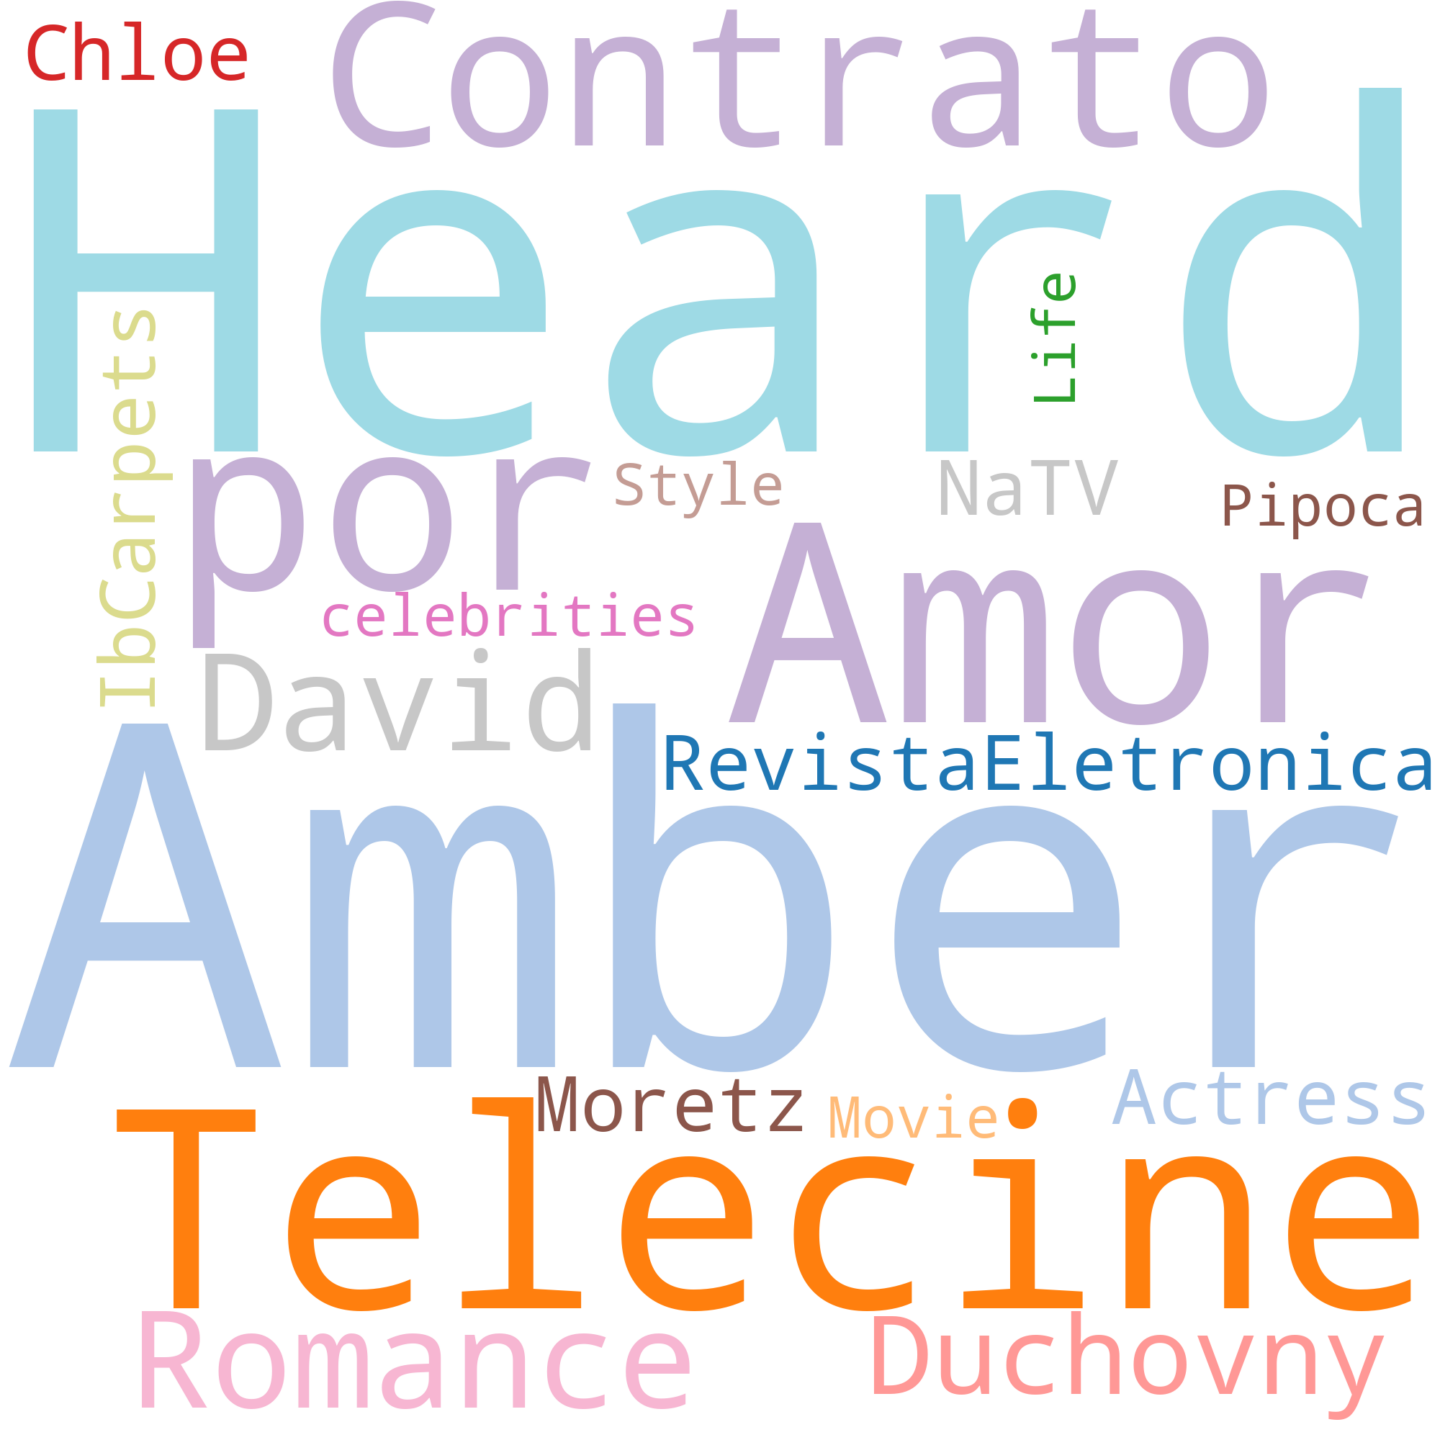 Chloe
Contrato
Heard
Life
IbCarpets
por
Style
NaTV
Pipoca
Amor
celebrities
David
RevistaEletronica
Amber
Moretz
Movie
Actress
Telecine
Romance
Duchovny